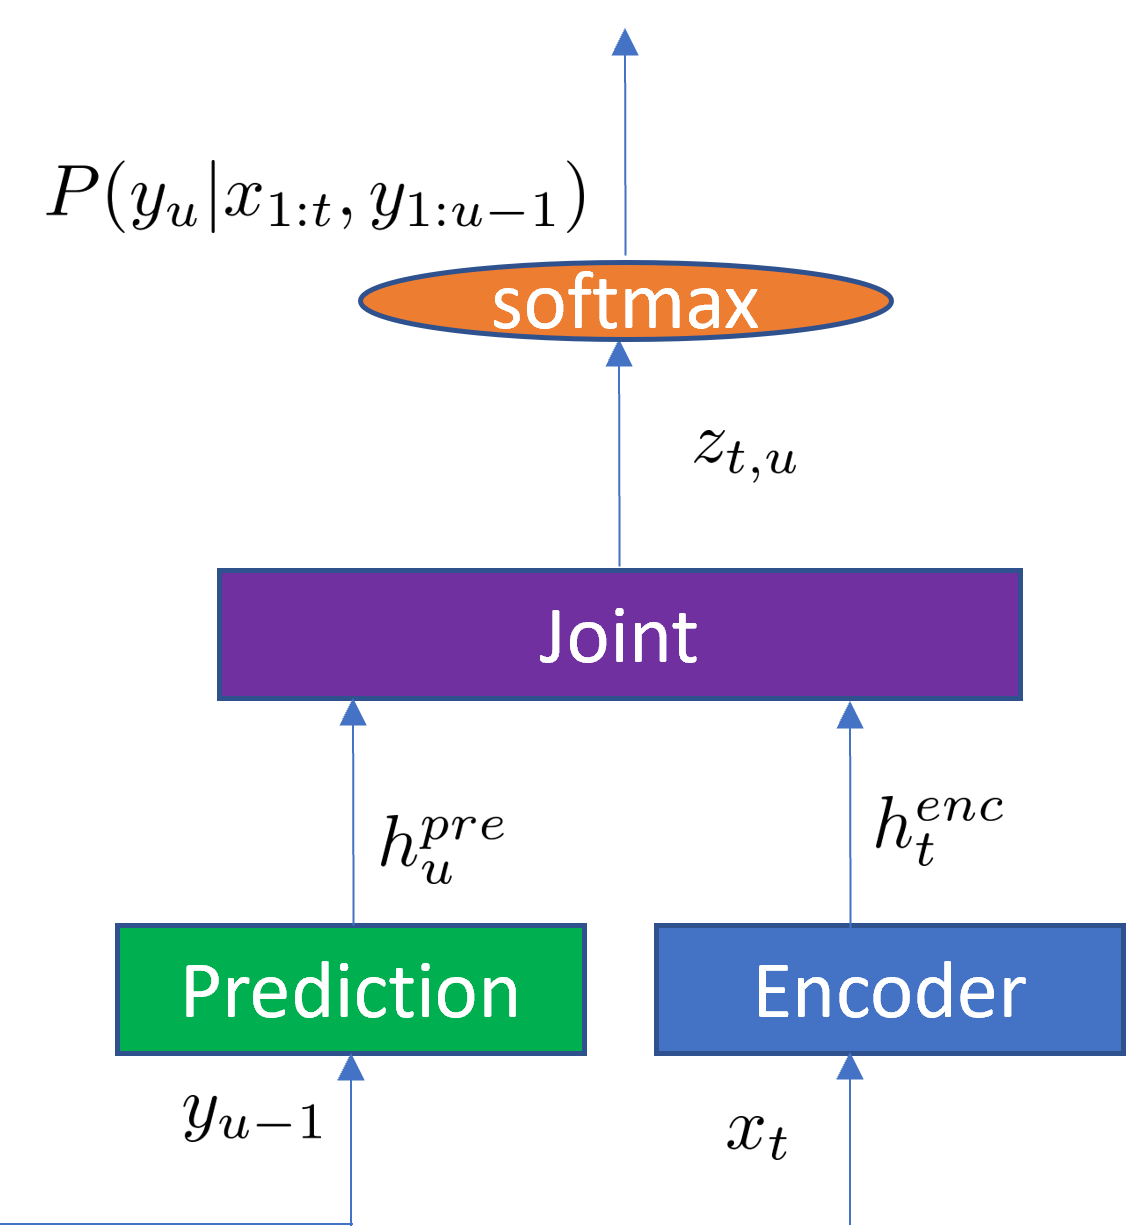 P(y_u|x_{1:t}, y_{1:u-1})
softmax
z_{t,u}
Joint
h_u^{pre}
h_t^{enc}
Prediction
Encoder
y_{u-1}
x_t